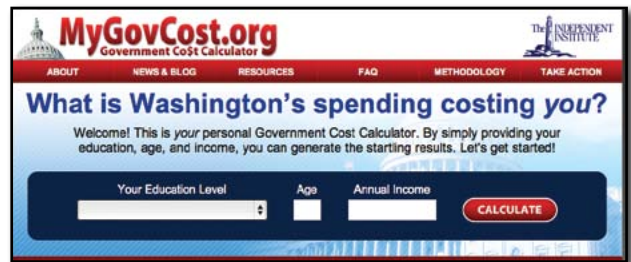 MyGovCost.org
Government Co$t Calculator
The INDEPENDENT
INSTITUTE
ABOUT NEWS & BLOG RESOURCES FAQ METHODOLOGY TAKE ACTION
What is Washington's spending costing you?
Welcome! This is your personal Government Cost Calculator. By simply providing your
education, age, and income, you can generate the startling results. Let's get started!
Your Education Level Age Annual Income
CALCULATE